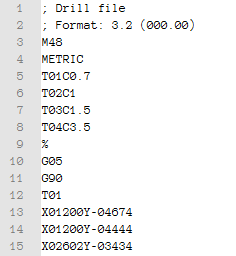 1 ; Drill file
2 ; Format: 3.2 (000.00)
3 M48
4 METRIC
5 T01C0.7
6 T02C1
7 T03C1.5
8 T04C3.5
9 %
10 G05
11 G90
12 T01
13 X01200Y-04674
14 X01200Y-04444
15 X02602Y-03434